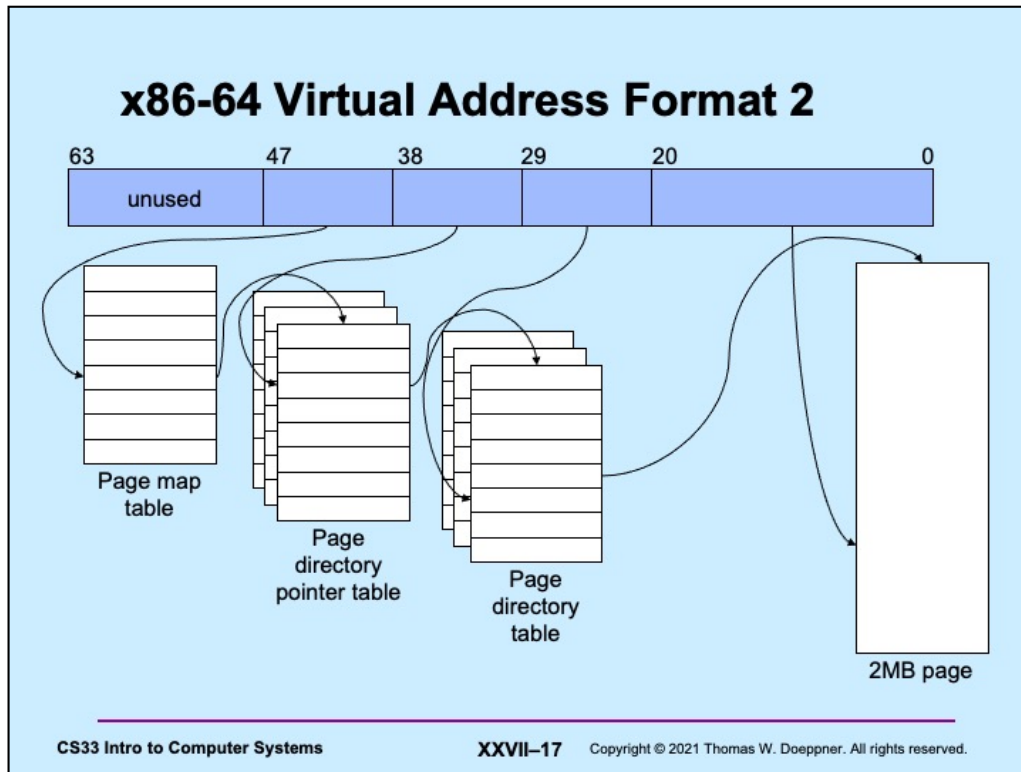 x86-64 Virtual Address Format 2
63 47 38 29 20 0
unused
Page map
table
Page
directory
pointer table
Page
directory
table
2MB page
CS33 Intro to Computer Systems XXVII–17 Copyright © 2021 Thomas W. Doeppner. All rights reserved.